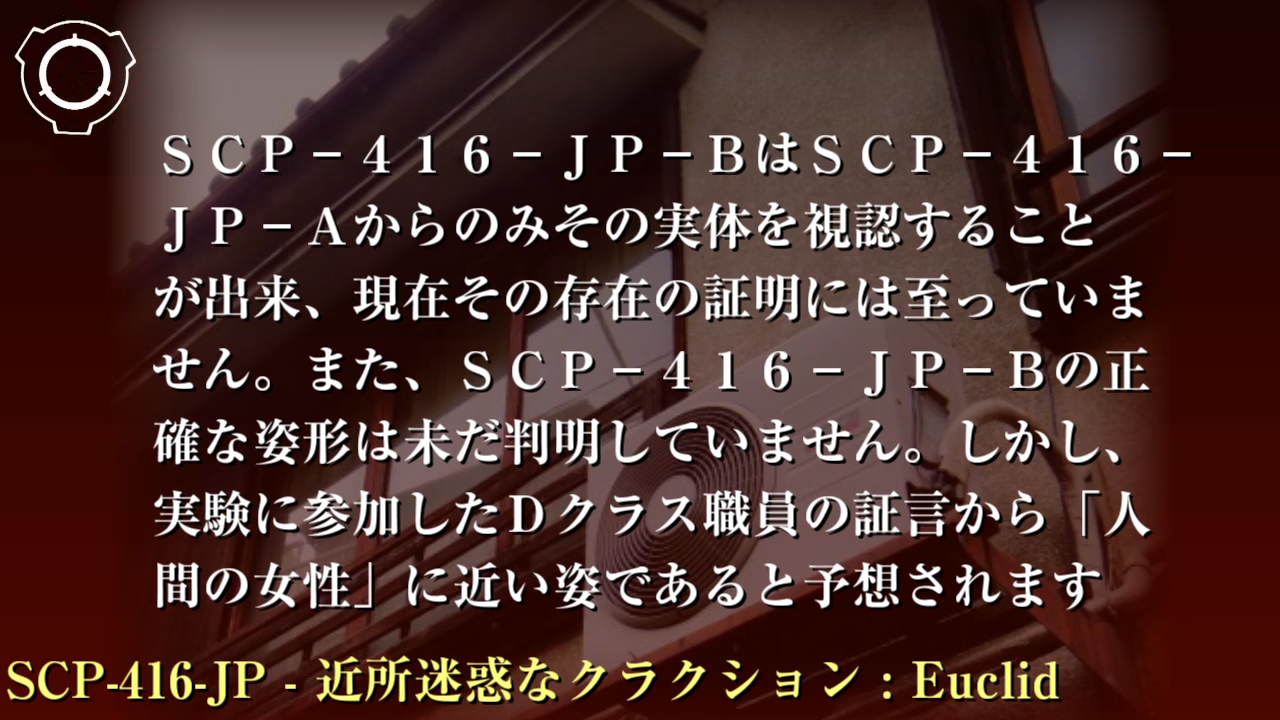 ＳＣＰ－４１６－ＪＰ－ＢはＳＣＰ－４１６－
ＪＰ－Ａからのみその実体を視認すること
が出来、現在その存在の証明には至っていま
せん。また、ＳＣＰ－４１６－ＪＰ－Ｂの正
確な姿形は未だ判明していません。しかし、
実験に参加したＤクラス職員の証言から「人
間の女性」に近い姿であると予想されます
SCP-416-JP - 近所迷惑なクラクション : Euclid